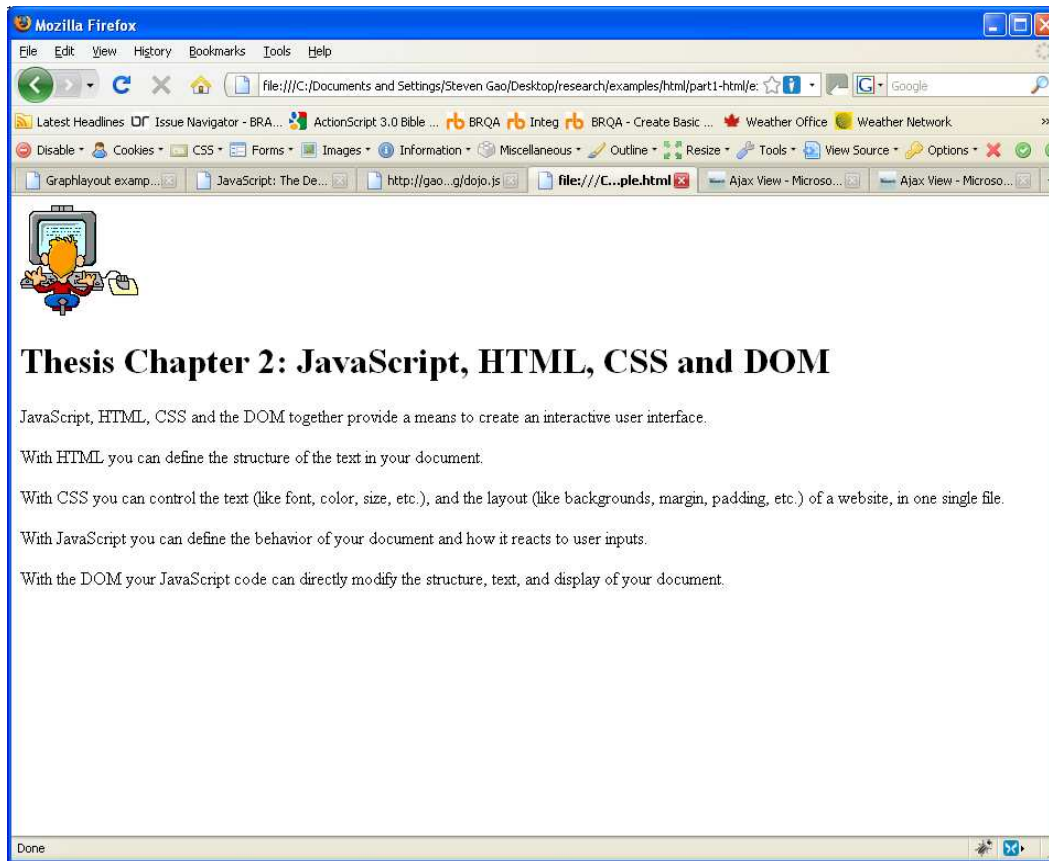 Mozilla Firefox
File Edit View History Bookmarks Tools Help
file:///C:/Documents and Settings/Steven Gao/Desktop/research/examples/html/part1-html/e: G Google
Latest Headlines Issue Navigator - BRA... ActionScript 3.0 Bible ... rb BRQA rb Integ rb BRQA - Create Basic ... Weather Office Weather Network »
Disable Cookies CSS Forms Images Information Miscellaneous Outline Resize Tools View Source Options
Graphlayout examp... JavaScript: The De... http://gao...g/dojo.js file:///C...ple.html Ajax View - Microso... Ajax View - Microso...
Thesis Chapter 2: JavaScript, HTML, CSS and DOM
JavaScript, HTML, CSS and the DOM together provide a means to create an interactive user interface.
With HTML you can define the structure of the text in your document.
With CSS you can control the text (like font, color, size, etc.), and the layout (like backgrounds, margin, padding, etc.) of a website, in one single file.
With JavaScript you can define the behavior of your document and how it reacts to user inputs.
With the DOM your JavaScript code can directly modify the structure, text, and display of your document.
Done